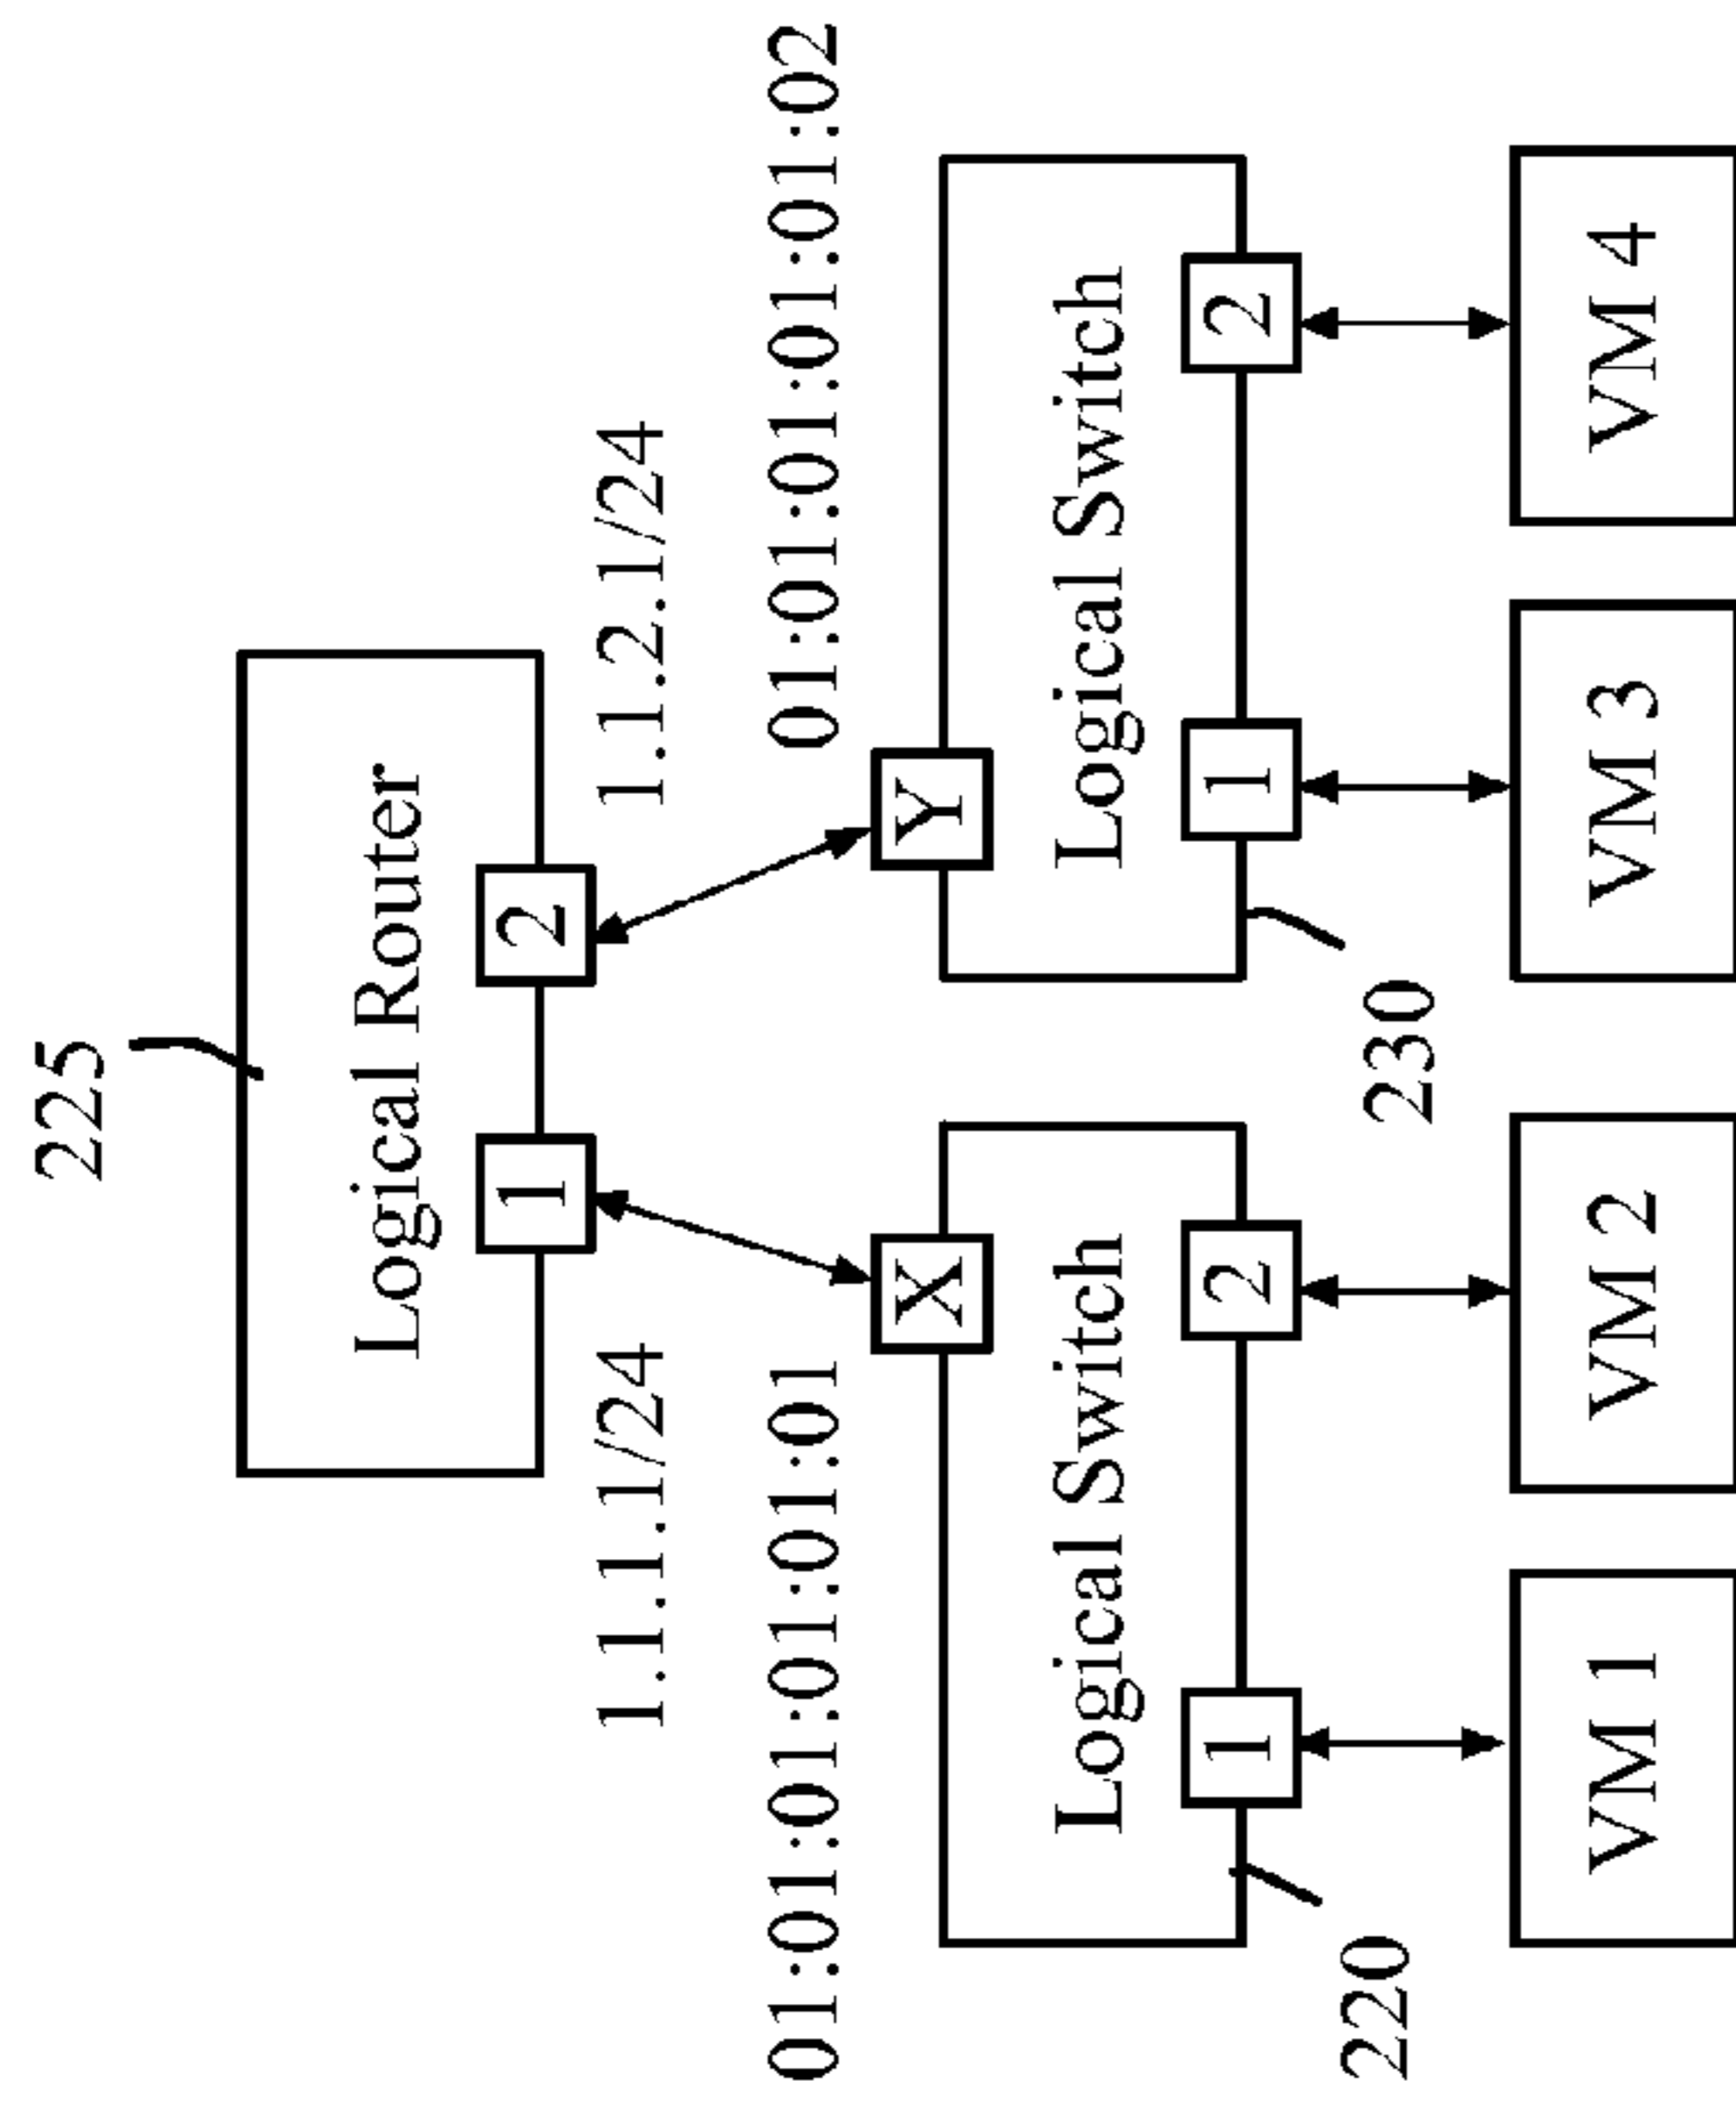 225
Logical Router
1
2
1.1.1.1/24
1.1.2.1/24
01:01:01:01:01:01
01:01:01:01:01:02
X
Y
Logical Switch
Logical Switch
1
2
1
2
220
230
VM 1
VM 2
VM 3
VM 4